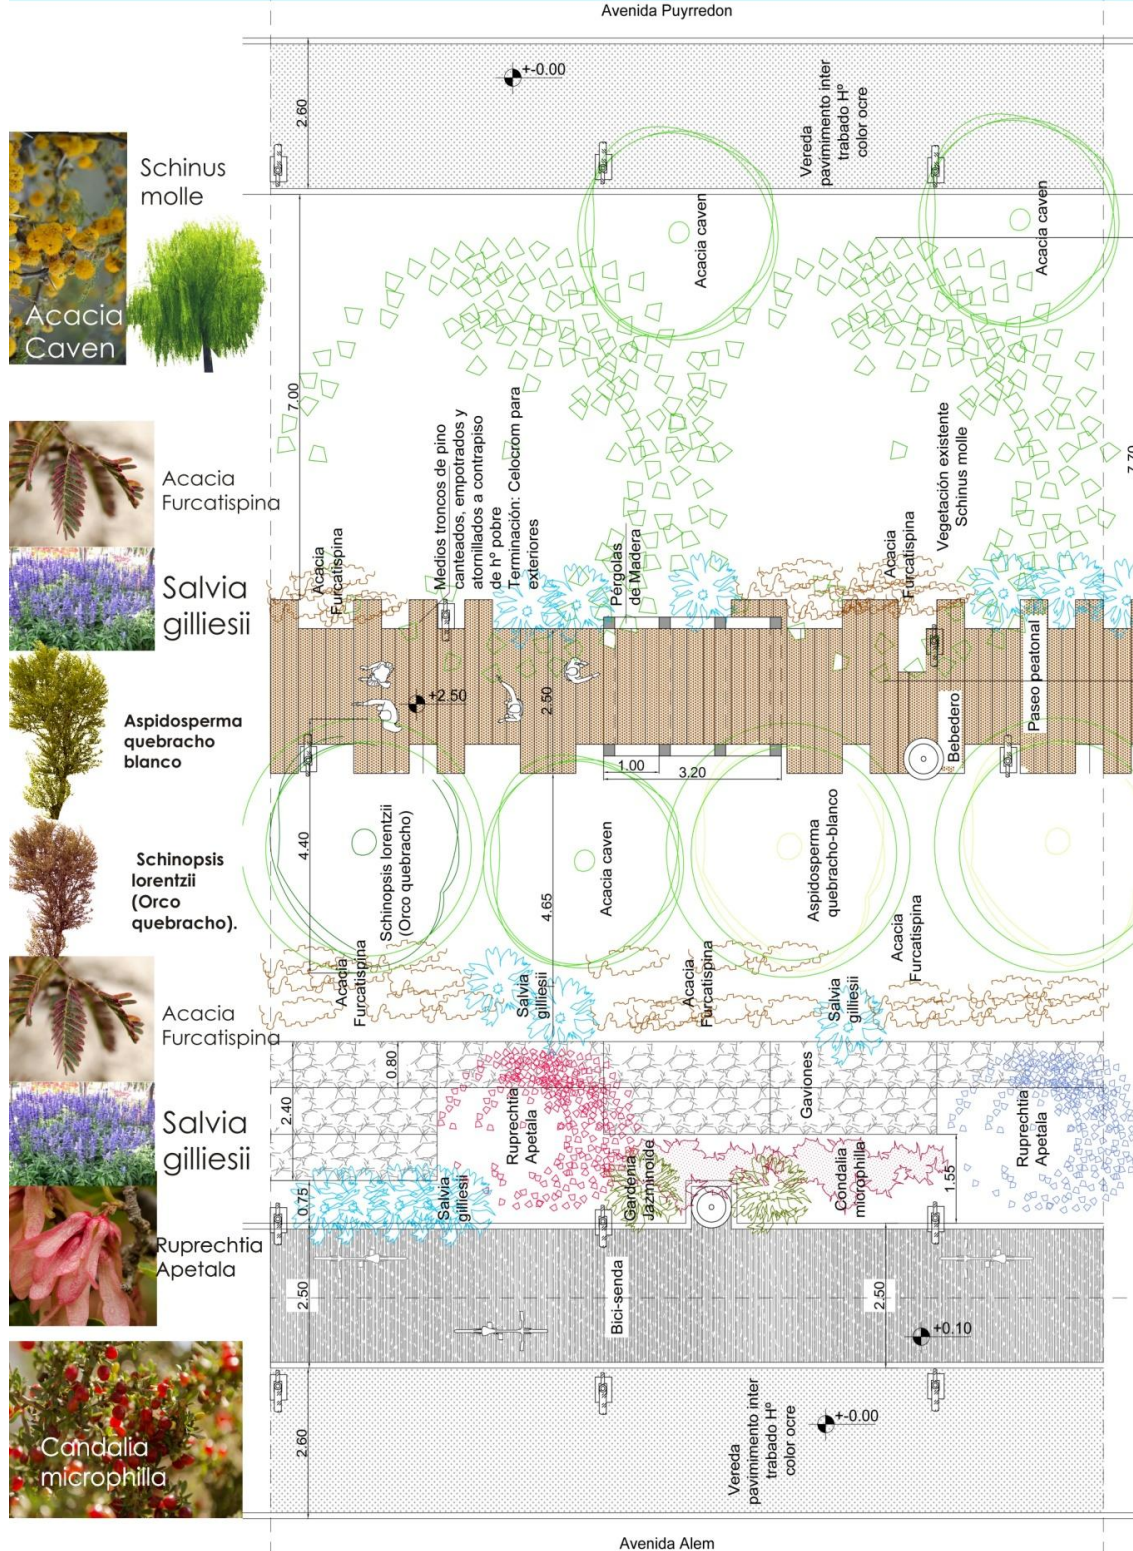 Avenida Puyrredon
+-0.00
2.60
Vereda
pavimimento inter
trabado Hº
color ocre
Schinus
molle
Acacia
Caven
Acacia caven
Acacia caven
7.00
Medios troncos de pino
canteados, empotrados y
atornillados a contrapiso
de hº pobre
Terminación: Celocom para
exteriores
Vegetación existente
Schinus molle
7.70
Acacia
Furcatispina
Acacia
Furcatispina
Pérgolas
de Madera
Acacia
Furcatispina
Salvia
gilliesii
+2.50
2.50
Paseo peatonal
Bebedero
1.00
3.20
Aspidosperma
quebracho
blanco
4.40
Schinopsis lorentzii
(Orco quebracho)
Acacia caven
Aspidosperma
quebracho-blanco
4.65
Schinopsis
lorentzii
(Orco
quebracho).
Acacia
Furcatispina
Acacia
Furcatispina
Salvia
gilliesii
Acacia
Furcatispina
Salvia
gilliesii
Acacia
Furcatispina
0.80
2.40
Gaviones
Ruprechtia
Apetala
Ruprechtia
Apetala
Salvia
gilliesii
0.75
Salvia
gilliesii
Gardenia
Jazminoide
Condalia
microphilla
1.55
Ruprechtia
Apetala
2.50
Bici-senda
2.50
+0.10
Candalia
microphilla
2.60
Vereda
pavimimento inter
trabado Hº
color ocre
+-0.00
Avenida Alem